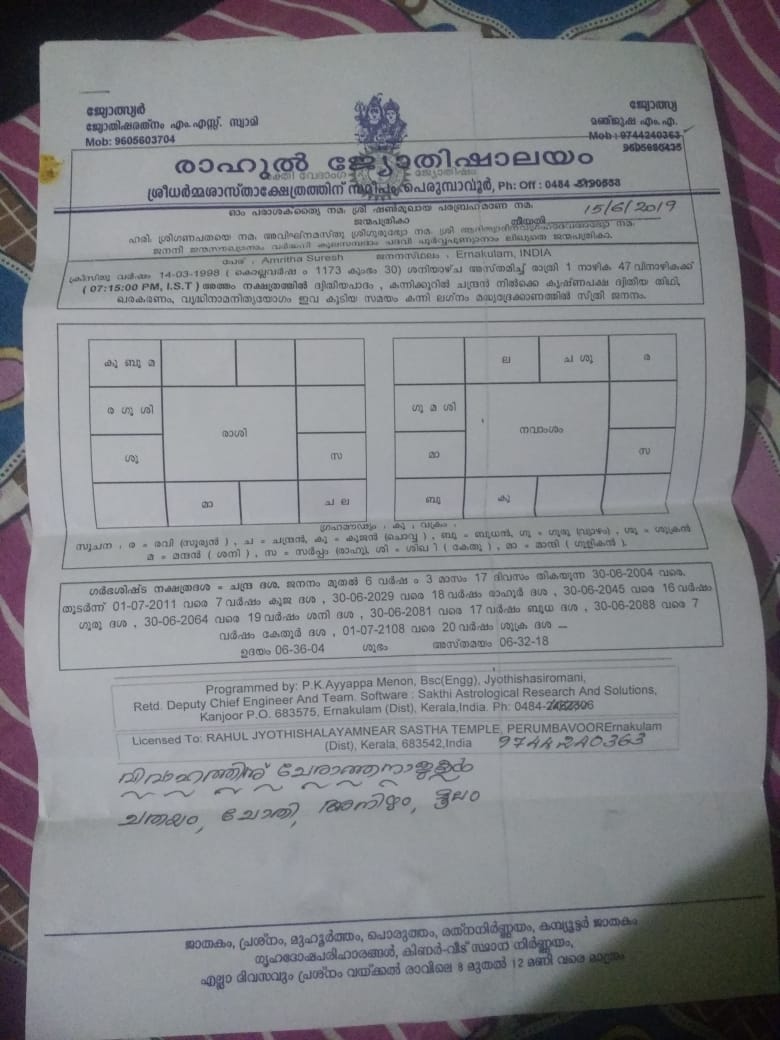 ജ്യോത്സ്യർ
ജ്യോതിഷരത്നം എം.എസ്സ്. സ്വാമി
Mob: 9605603704
ജ്യോത്സ്യ
മഞ്ജുഷ എം.എ.
Mob : 9744240363
രാഹുൽ ജ്യോതിഷാലയം
ശ്രീധർമ്മശാസ്താക്ഷേത്രത്തിന് സമീപം, പെരുമ്പാവൂർ, Ph: Off : 0484
ജന്മപത്രികാ
തീയതി 15/6/2019
പേര് : Amritha Suresh ജനനസ്ഥലം : Ernakulam, INDIA
ക്രിസ്തു വർഷം 14-03-1998 ( കൊല്ലവർഷ ം 1173 കുംഭം 30) ശനിയാഴ്ച അസ്തമിച്ച് രാത്രി 1 നാഴിക 47 വിനാഴികക്ക്
( 07:15:00 PM, I.S.T ) അത്തം നക്ഷത്രത്തിൽ ദ്വിതിയപാദം , കന്നിക്കൂറിൽ ചന്ദ്രൻ നിൽക്കെ കൃഷ്ണപക്ഷ ദ്വിതിയ തിഥി,
ഖരകരണം, വൃദ്ധിനാമനിത്യയോഗം ഇവ കൂടിയ സമയം കന്നി ലഗ്നം മദ്ധ്യദ്രേക്കാണത്തിൽ സ്ത്രീ ജനനം.
കു ബു മ
ര ഗു ശി
രാശി
ശു
സ
മാ
ച ല
ല
ച ശു
ര
ഗു മ ശി
നവാംശം
മാ
സ
ബു
കു
ഗ്രഹമൗഢ്യം : കു ; വക്രം :
സൂചന : ര = രവി (സൂര്യൻ ) , ച = ചന്ദ്രൻ, കു = കുജൻ (ചൊവ്വ ) , ബു = ബുധൻ, ഗു = ഗുരു (വ്യാഴം) , ശു = ശുക്രൻ
മ = മന്ദൻ ( ശനി ) , സ = സർപ്പം (രാഹു), ശി = ശിഖി ( കേതു ) , മാ = മാന്ദി ( ഗുളികൻ ).
ഗർഭശിഷ്ട നക്ഷത്രദശ = ചന്ദ്ര ദശ. ജനനം മുതൽ 6 വർഷ ം 3 മാസം 17 ദിവസം തികയുന്ന 30-06-2004 വരെ.
തുടർന്ന് 01-07-2011 വരെ 7 വർഷം കുജ ദശ , 30-06-2029 വരെ 18 വർഷം രാഹുർ ദശ , 30-06-2045 വരെ 16 വർഷം
ഗുരു ദശ , 30-06-2064 വരെ 19 വർഷം ശനി ദശ , 30-06-2081 വരെ 17 വർഷം ബുധ ദശ , 30-06-2088 വരെ 7
വർഷം കേതുർ ദശ , 01-07-2108 വരെ 20 വർഷം ശുക്ര ദശ —
ഉദയം 06-36-04 ശുഭം അസ്തമയം 06-32-18
Programmed by: P.K.Ayyappa Menon, Bsc(Engg), Jyothishasiromani,
Retd. Deputy Chief Engineer And Team. Software : Sakthi Astrological Research And Solutions,
Kanjoor P.O. 683575, Ernakulam (Dist), Kerala,India. Ph: 0484-
Licensed To: RAHUL JYOTHISHALAYAMNEAR SASTHA TEMPLE, PERUMBAVOORErnakulam
(Dist), Kerala, 683542,India 9744240363
വിവാഹത്തിന് ചേരാത്തനാളുകൾ
ചതയം, ചോതി, അനിഴം, മൂലം
ജാതകം, പ്രശ്നം, മുഹൂർത്തം, പൊരുത്തം, രത്നനിർണ്ണയം, കമ്പ്യൂട്ടർ ജാതകം
ഗൃഹദോഷപരിഹാരങ്ങൾ, കിണർ-വീട് സ്ഥാന നിർണ്ണയം,
എല്ലാ ദിവസവും പ്രശ്നം വയ്ക്കൽ രാവിലെ 8 മുതൽ 12 മണി വരെ മാത്രം